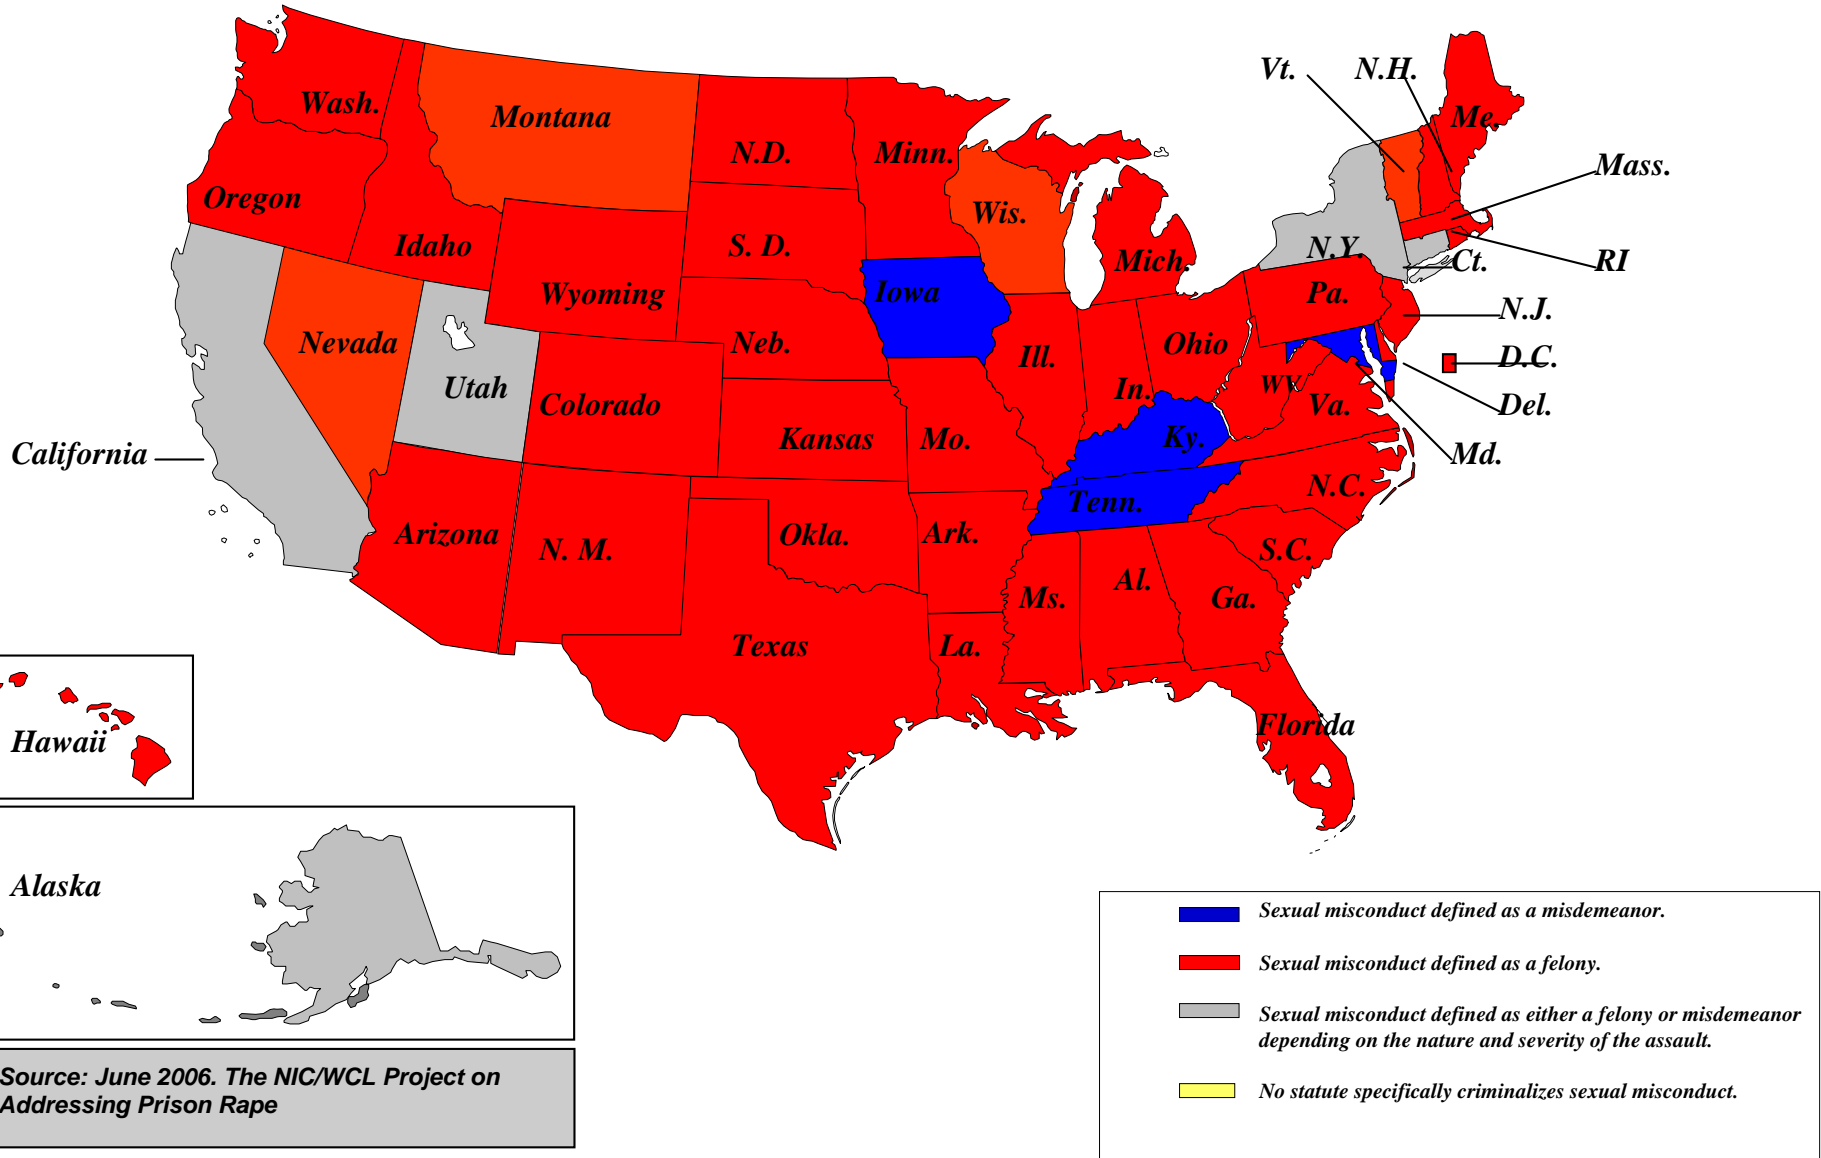 Vt.
N.H.
Wash.
Montana
Me.
N.D.
Minn.
Mass.
Oregon
Wis.
Idaho
S. D.
N.Y.
Mich.
Ct.
RI
Wyoming
Iowa
Pa.
N.J.
Nevada
Neb.
Ill.
Ohio
D.C.
Utah
Colorado
In.
WV
Va.
Del.
California
Kansas
Mo.
Ky.
Md.
N.C.
Tenn.
Arizona
N. M.
Okla.
Ark.
S.C.
Ms.
Al.
Ga.
Texas
La.
Florida
Hawaii
Alaska
Sexual misconduct defined as a misdemeanor.
Sexual misconduct defined as a felony.
Sexual misconduct defined as either a felony or misdemeanor
depending on the nature and severity of the assault.
No statute specifically criminalizes sexual misconduct.
Source: June 2006. The NIC/WCL Project on
Addressing Prison Rape